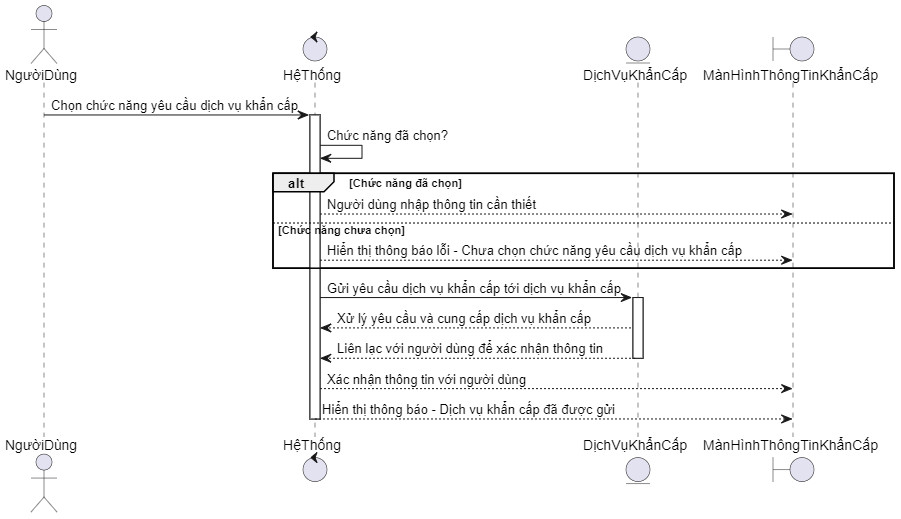 NgườiDùng
HệThống
DịchVụKhẩnCấp
MànHìnhThôngTinKhẩnCấp
Chọn chức năng yêu cầu dịch vụ khẩn cấp
Chức năng đã chọn?
alt [Chức năng đã chọn]
Người dùng nhập thông tin cần thiết
[Chức năng chưa chọn]
Hiển thị thông báo lỗi - Chưa chọn chức năng yêu cầu dịch vụ khẩn cấp
Gửi yêu cầu dịch vụ khẩn cấp tới dịch vụ khẩn cấp
Xử lý yêu cầu và cung cấp dịch vụ khẩn cấp
Liên lạc với người dùng để xác nhận thông tin
Xác nhận thông tin với người dùng
Hiển thị thông báo - Dịch vụ khẩn cấp đã được gửi
NgườiDùng
HệThống
DịchVụKhẩnCấp
MànHìnhThôngTinKhẩnCấp